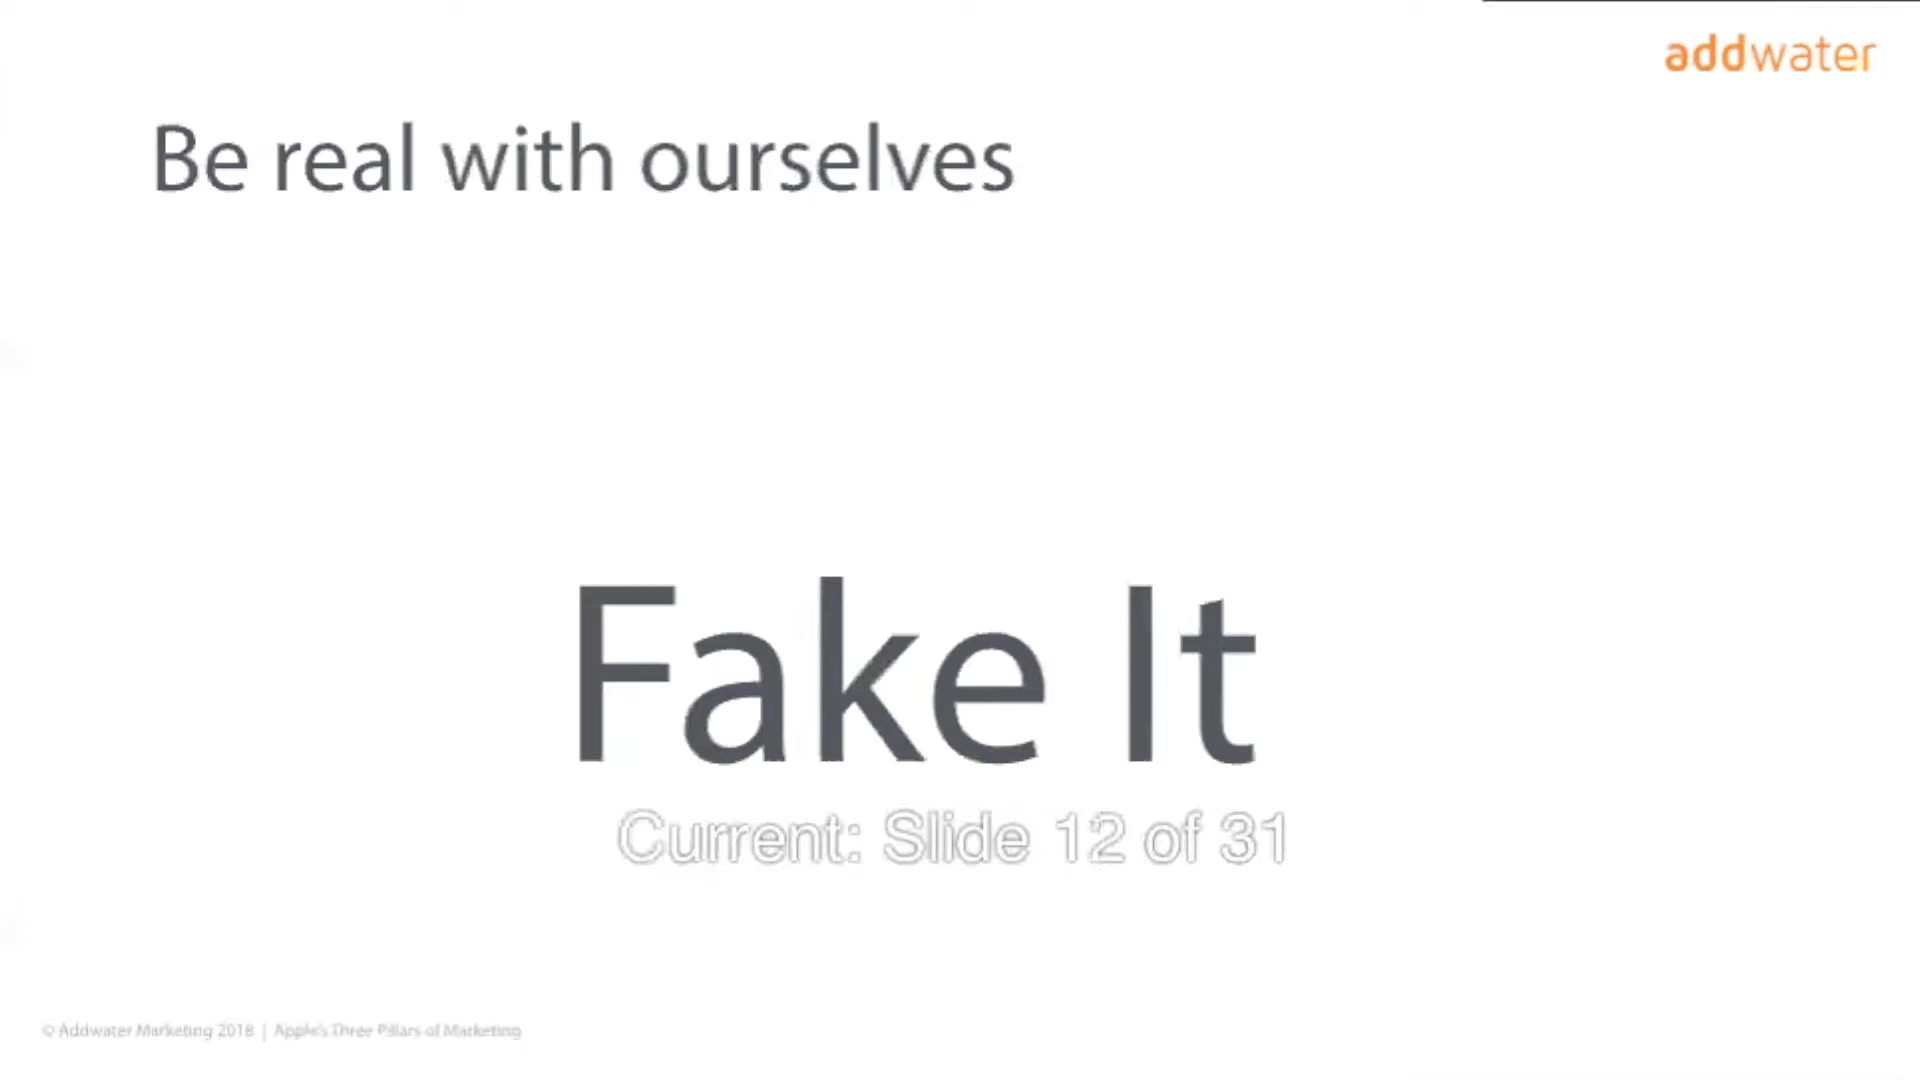 addwater
Be real with ourselves
Fake It
Current: Slide 12 of 31
© Addwater Marketing 2018 | Apple's Three Pillars of Marketing